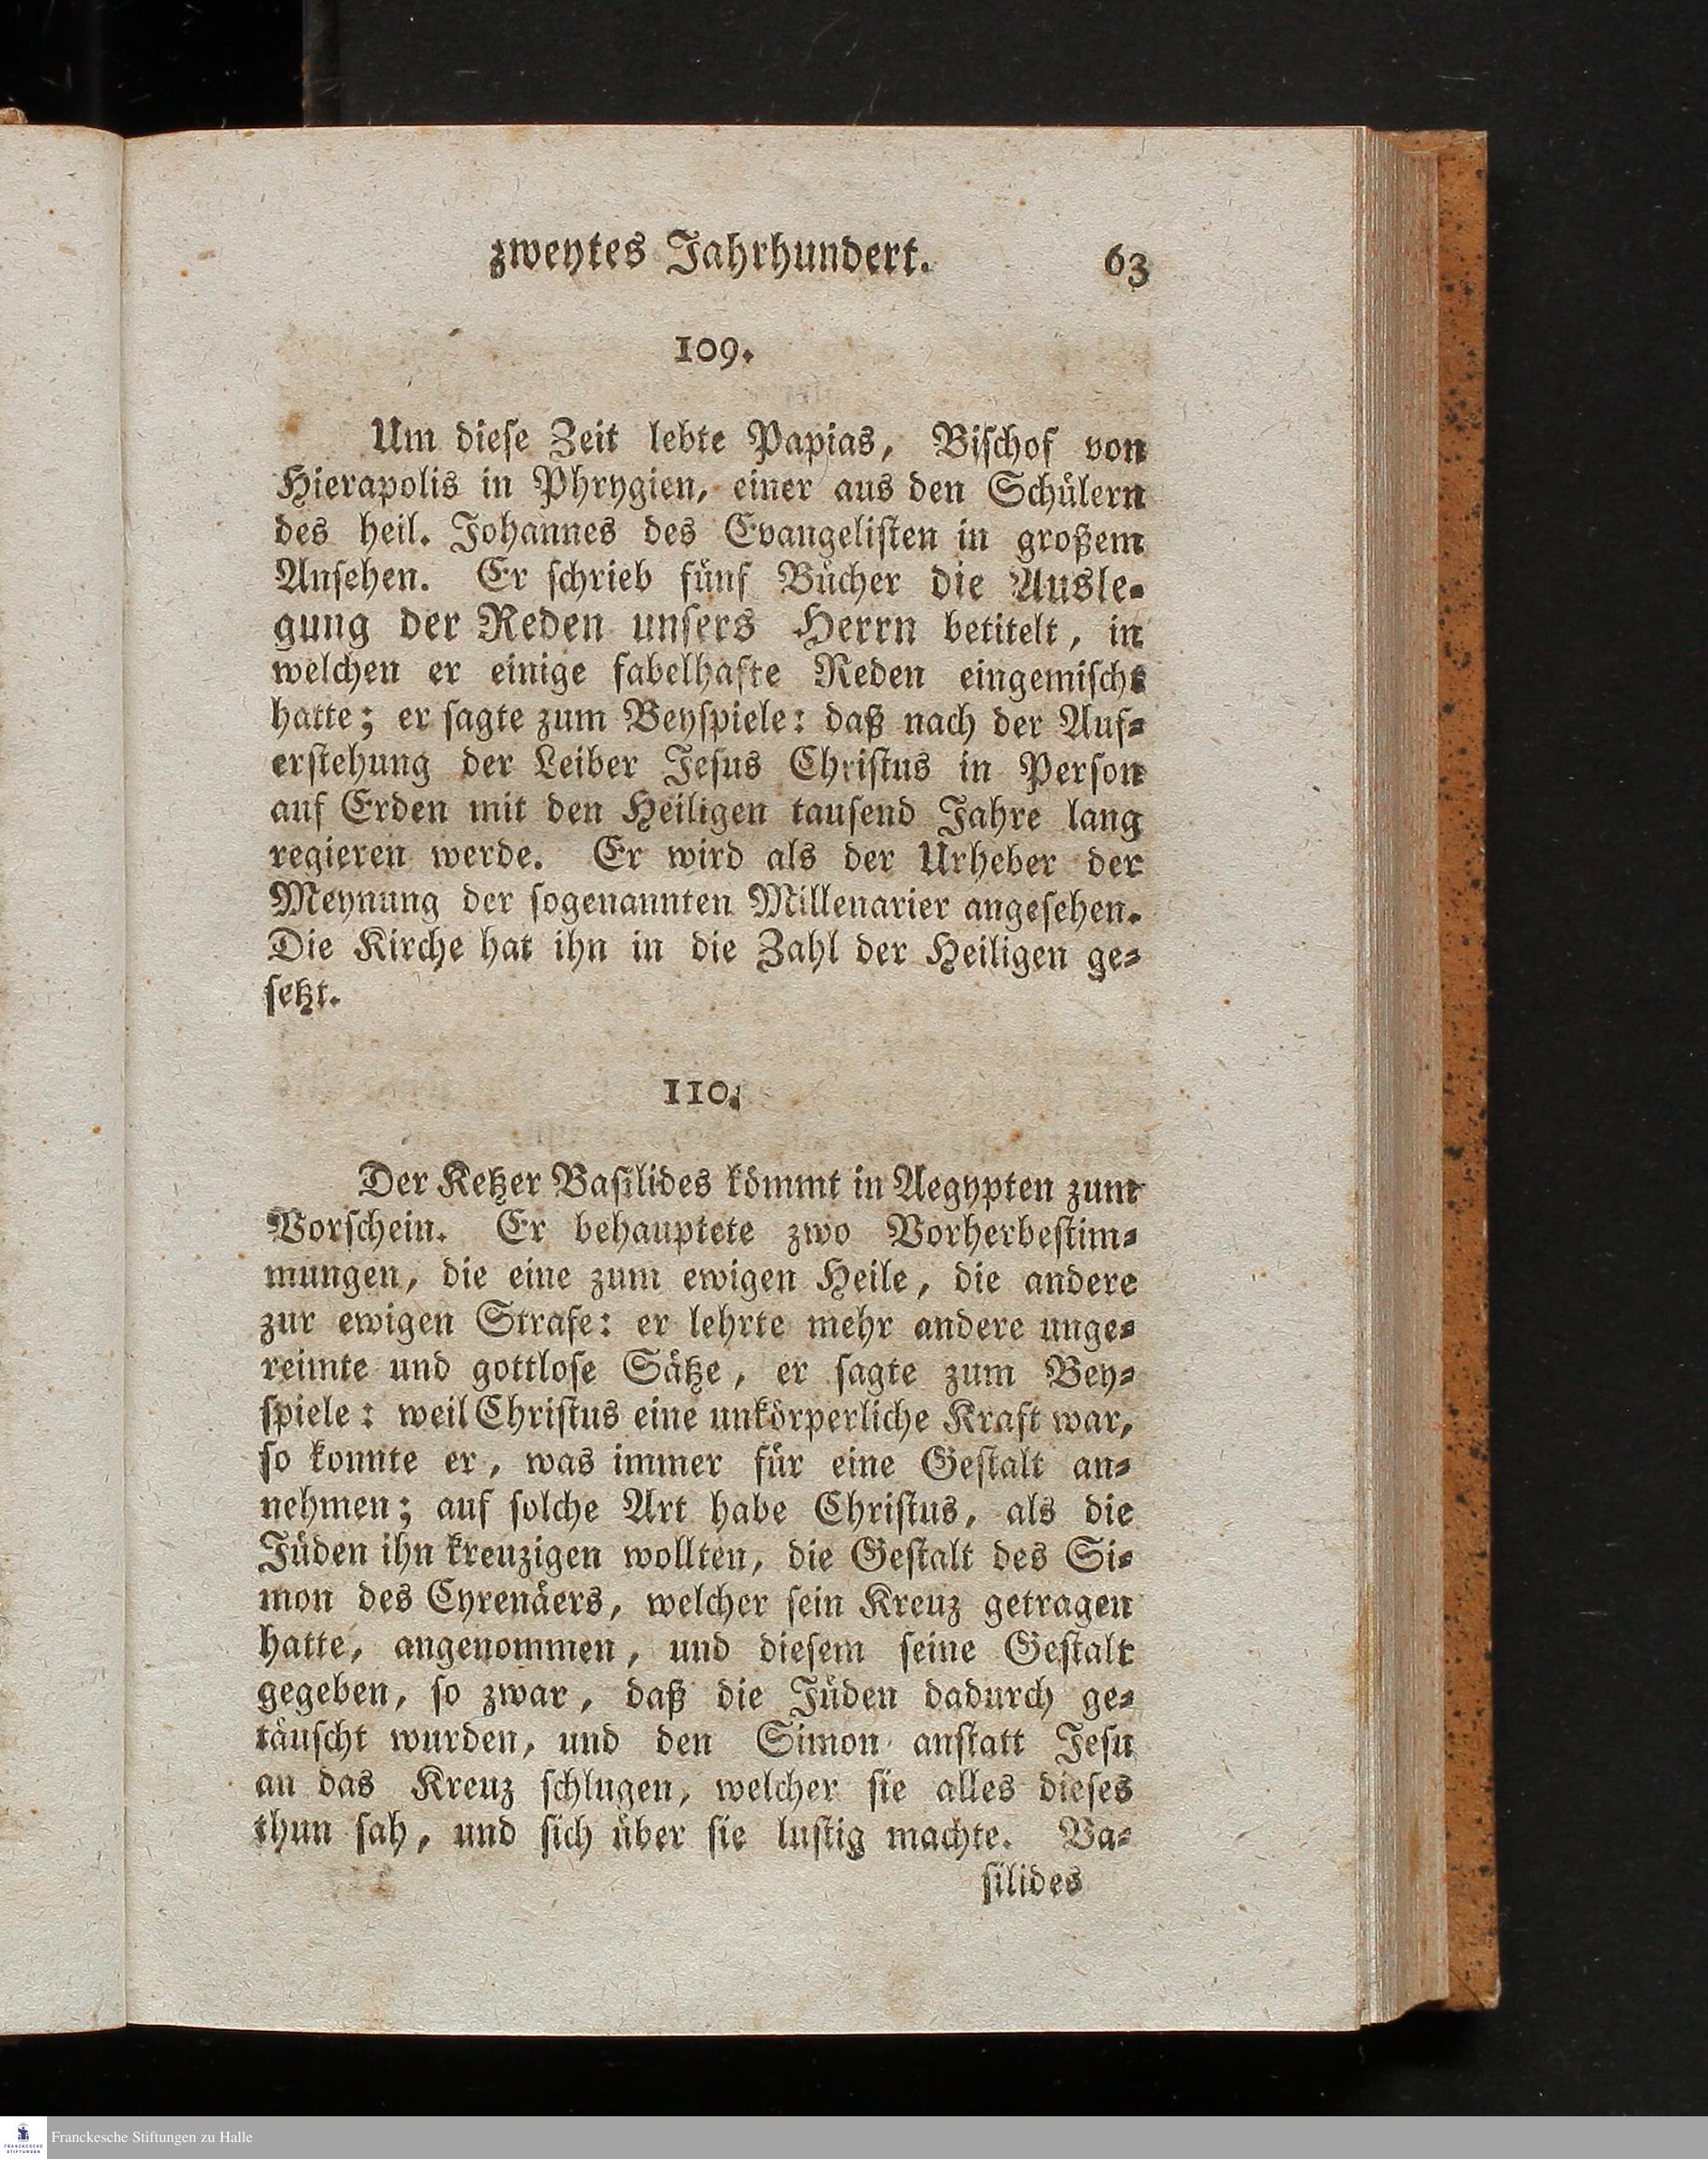 zweytes Jahrhundert. 63
109.
Um diese Zeit lebte Papias, Bischof von
Hierapolis in Phrygien, einer aus den Schülern
des heil. Johannes des Evangelisten in großem
Ansehen. Er schrieb fünf Bücher die Ausle-
gung der Reden unsers Herrn betitelt, in
welchen er einige fabelhafte Reden eingemischt
hatte; er sagte zum Beyspiele: daß nach der Auf-
erstehung der Leiber Jesus Christus in Person
auf Erden mit den Heiligen tausend Jahre lang
regieren werde. Er wird als der Urheber der
Meynung der sogenannten Millenarier angesehen.
Die Kirche hat ihn in die Zahl der Heiligen ge-
setzt.
110.
Der Ketzer Basilides kömmt in Aegypten zum
Vorschein. Er behauptete zwo Vorherbestim-
mungen, die eine zum ewigen Heile, die andere
zur ewigen Strafe: er lehrte mehr andere unge-
reimte und gottlose Sätze, er sagte zum Bey-
spiele: weil Christus eine unkörperliche Kraft war,
so konnte er, was immer für eine Gestalt an-
nehmen; auf solche Art habe Christus, als die
Jüden ihn kreuzigen wollten, die Gestalt des Si-
mon des Cyrenäers, welcher sein Kreuz getragen
hatte, angenommen, und diesem seine Gestalt
gegeben, so zwar, daß die Jüden dadurch ge-
täuscht wurden, und den Simon anstatt Jesu
an das Kreuz schlugen, welcher sie alles dieses
thun sah, und sich über sie lustig machte. Ba-
silides
FRANCKESCHE
STIFTUNGEN
Franckesche Stiftungen zu Halle